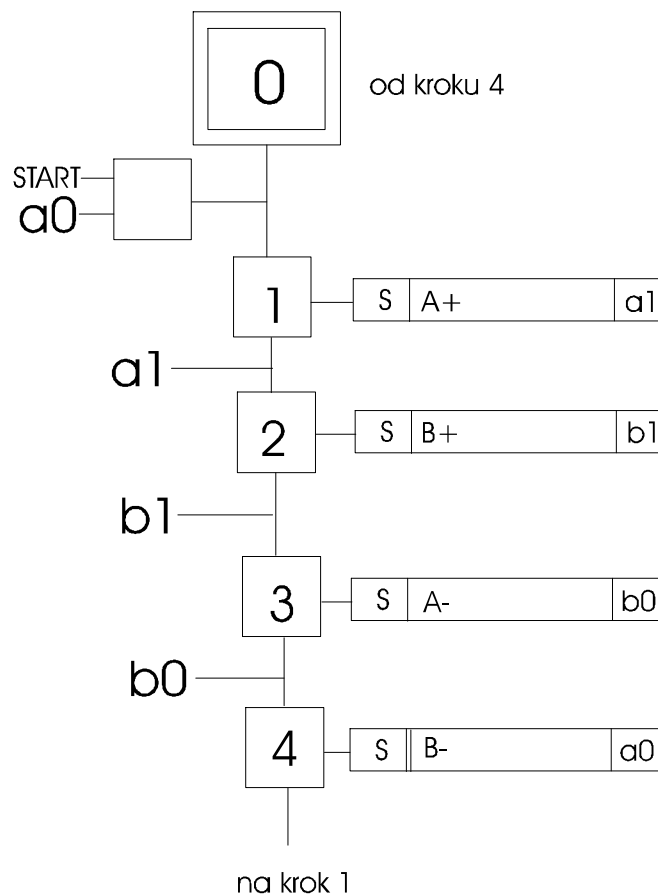 0
od kroku 4
START
a0
1
S A+ a1
a1
2
S B+ b1
b1
3
S A- b0
b0
4
S B- a0
na krok 1